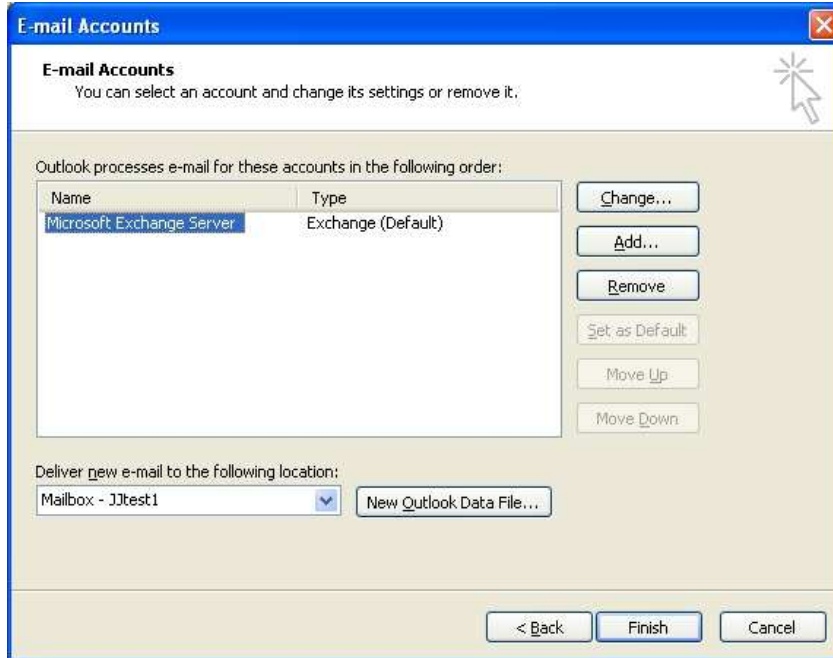 E-mail Accounts
E-mail Accounts
You can select an account and change its settings or remove it.
Outlook processes e-mail for these accounts in the following order:
Name Type
Microsoft Exchange Server Exchange (Default)
Change...
Add...
Remove
Set as Default
Move Up
Move Down
Deliver new e-mail to the following location:
Mailbox - JJtest1 New Outlook Data File...
< Back Finish Cancel